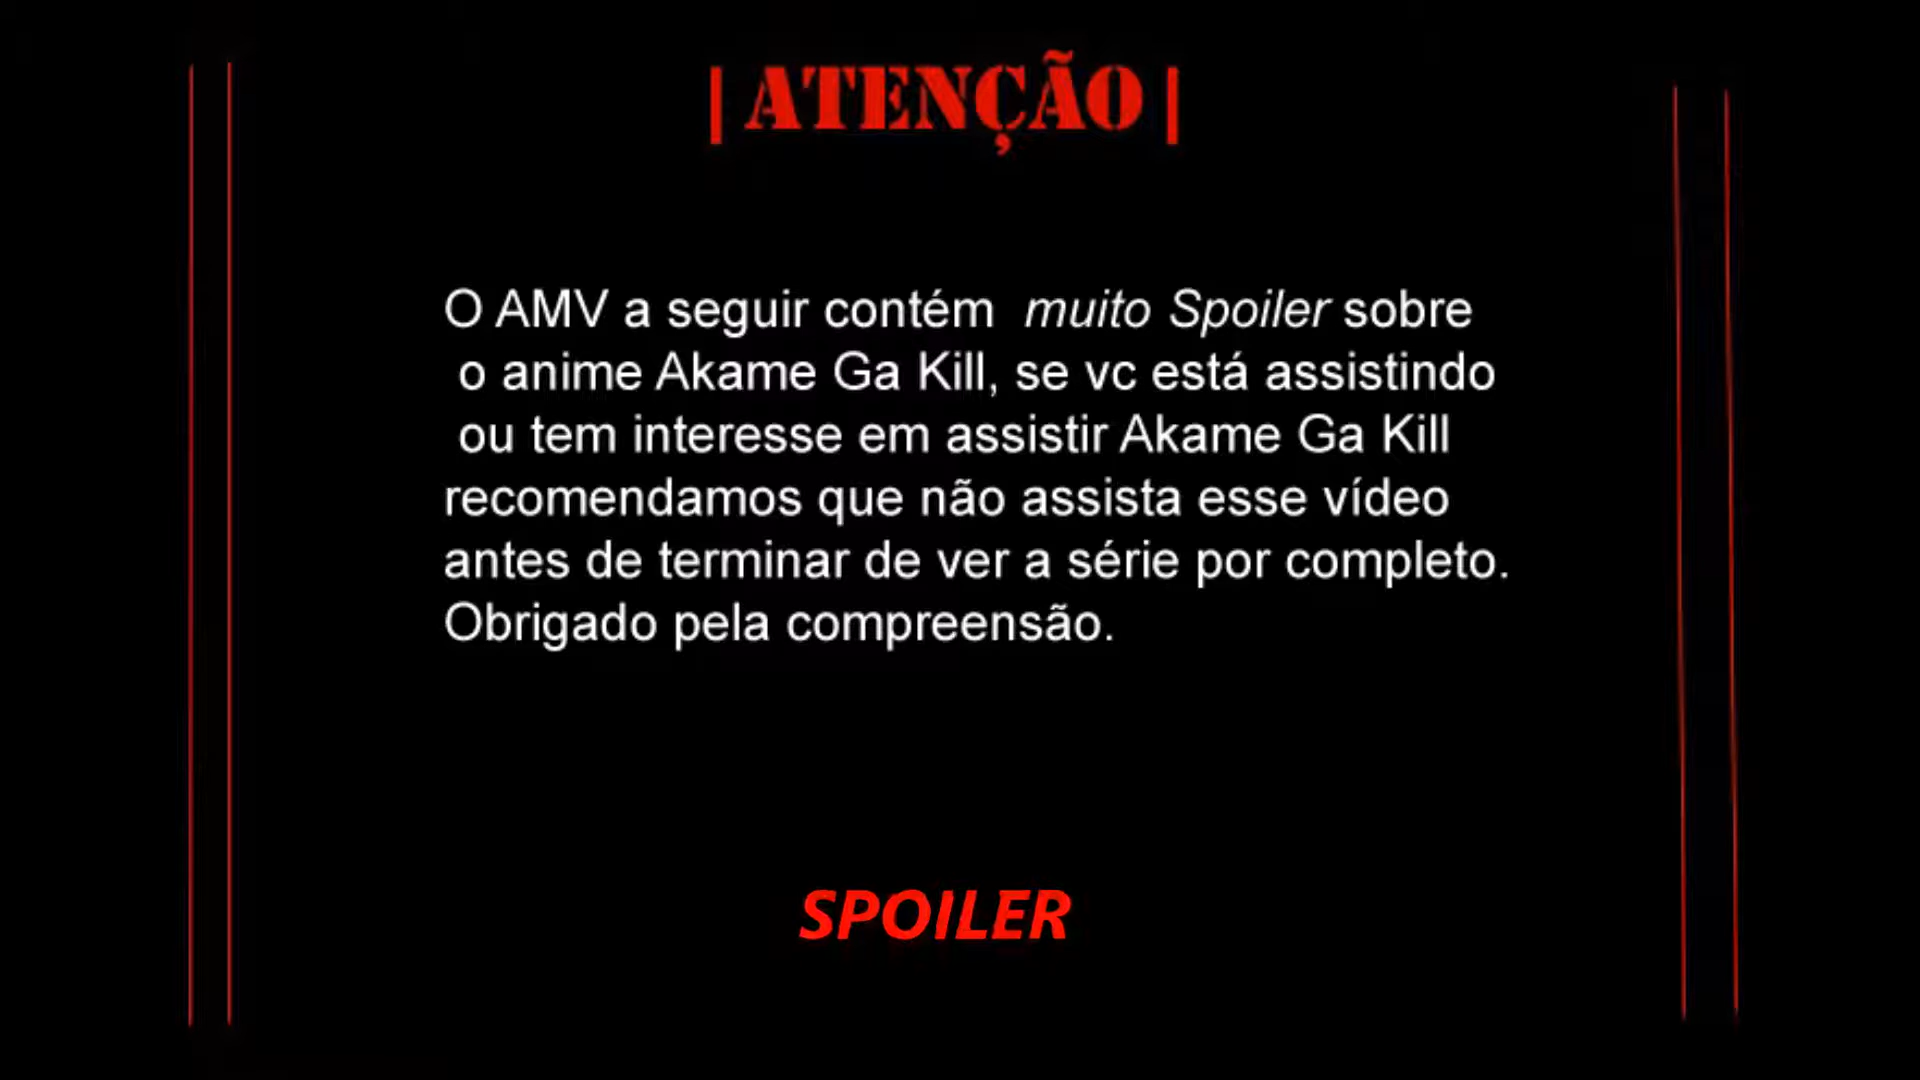 | ATENÇÃO |
O AMV a seguir contém muito Spoiler sobre
o anime Akame Ga Kill, se vc está assistindo
ou tem interesse em assistir Akame Ga Kill
recomendamos que não assista esse vídeo
antes de terminar de ver a série por completo.
Obrigado pela compreensão.
SPOILER